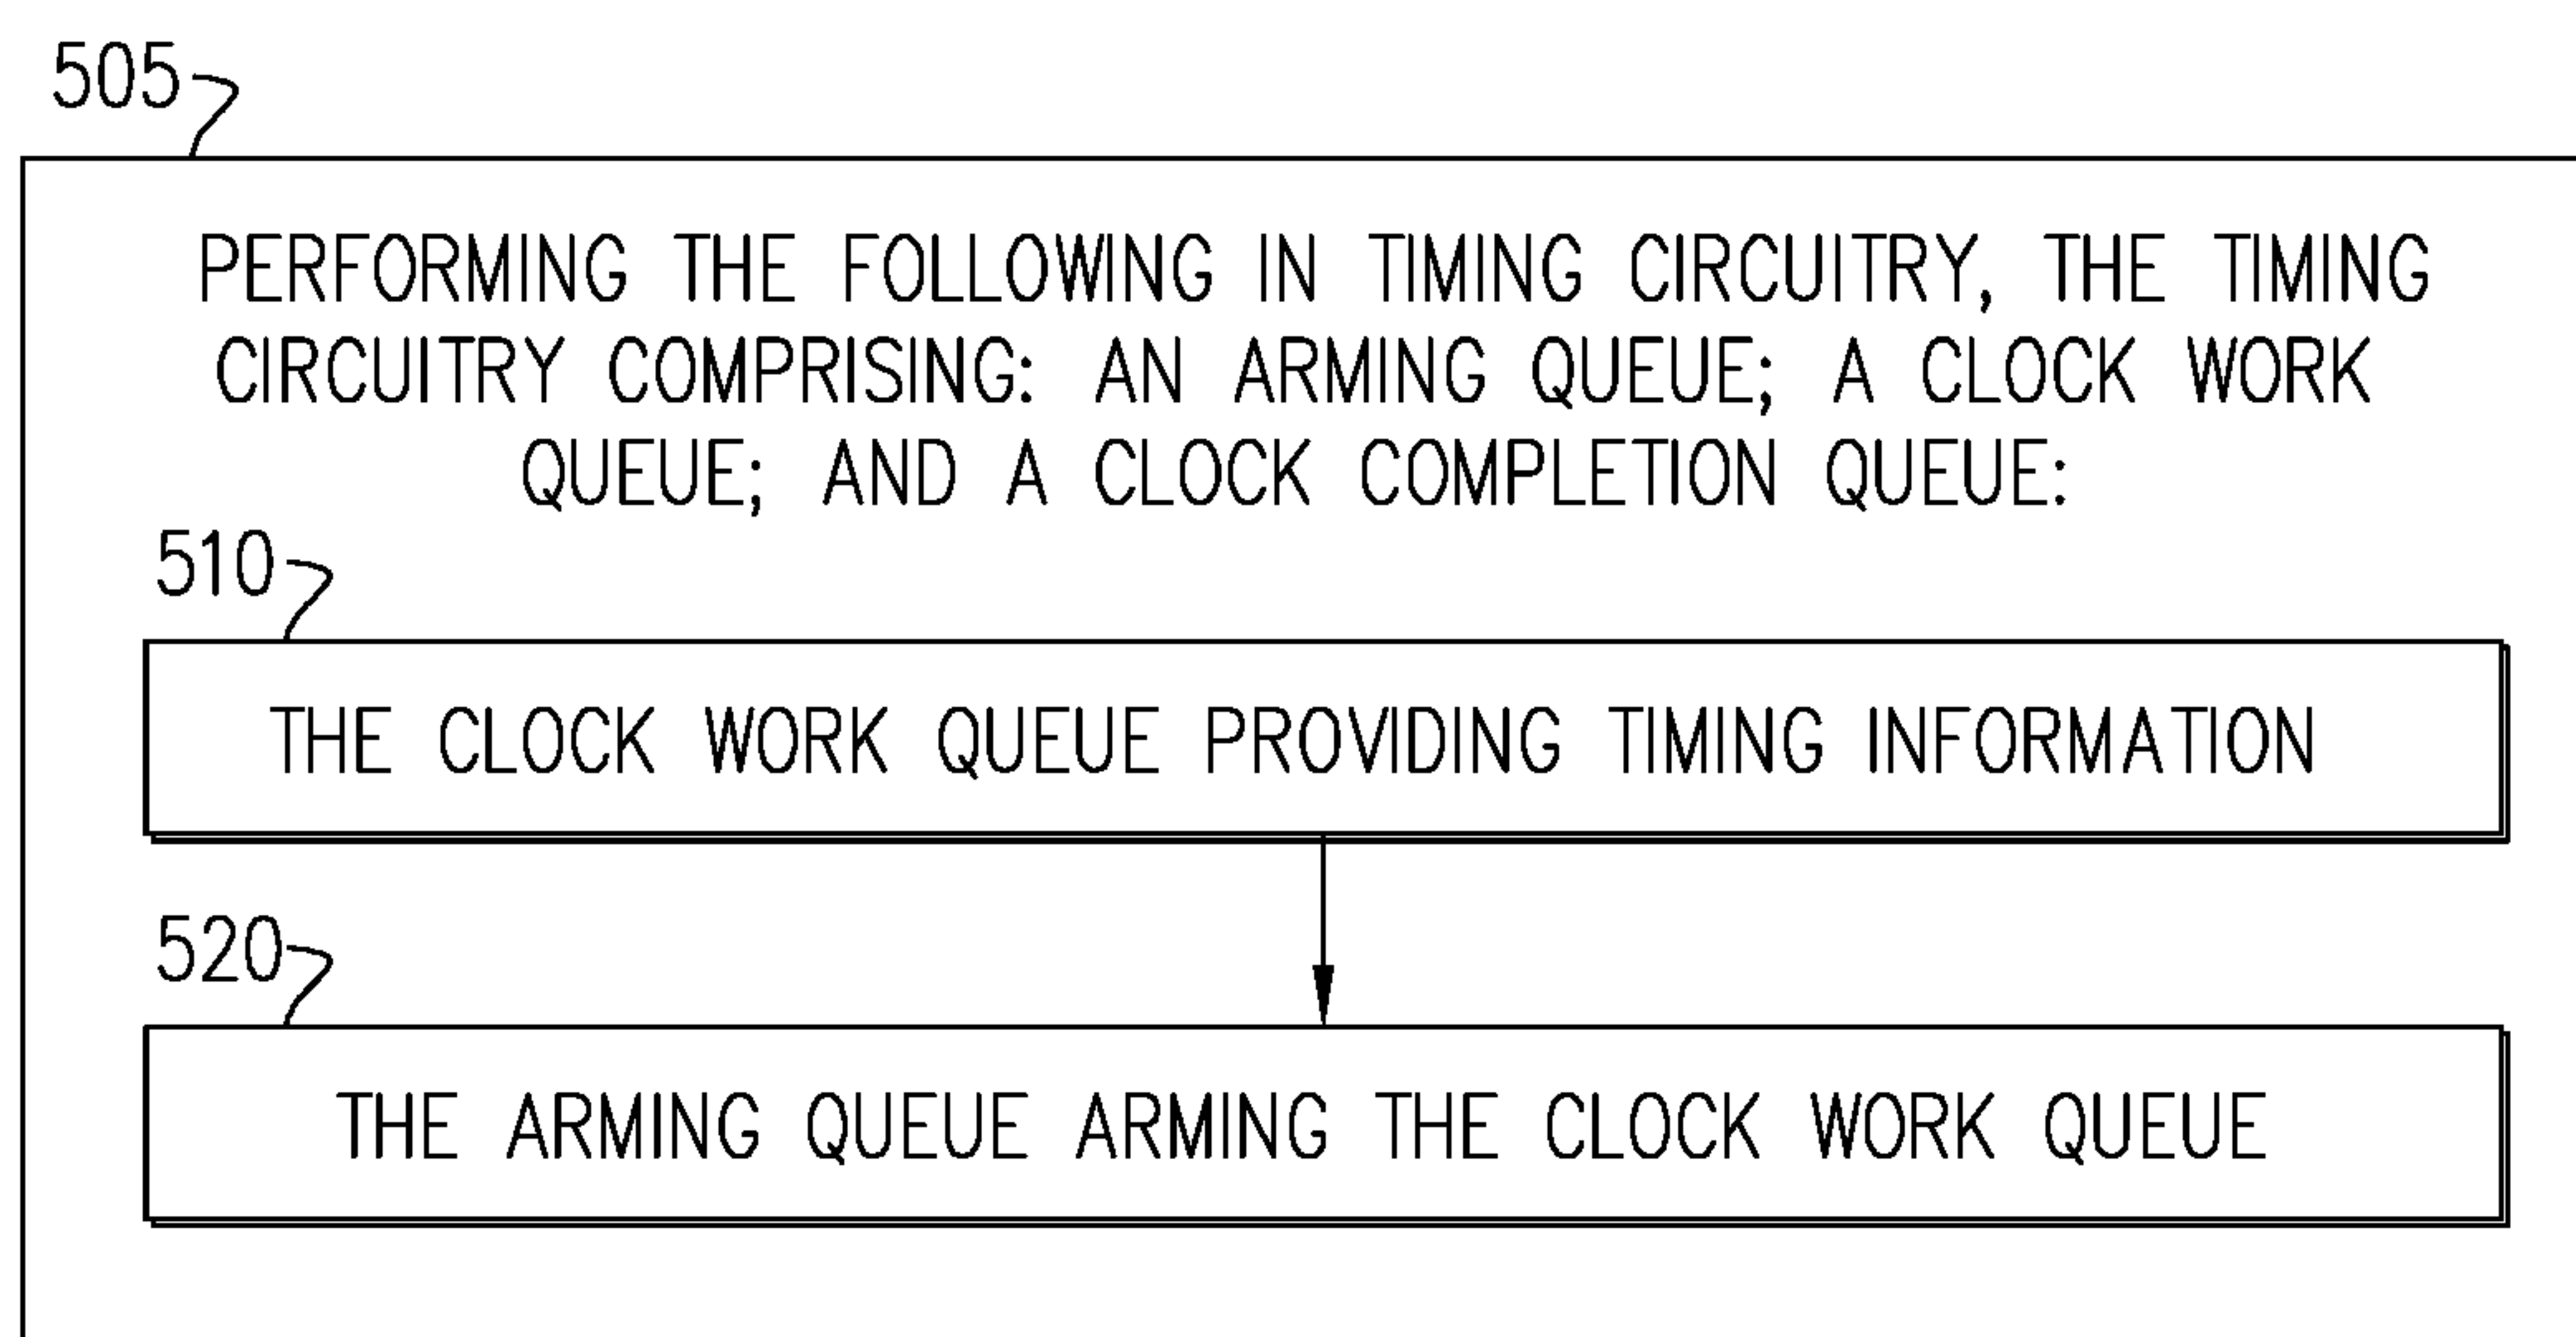 505
PERFORMING THE FOLLOWING IN TIMING CIRCUITRY, THE TIMING
CIRCUITRY COMPRISING: AN ARMING QUEUE; A CLOCK WORK
QUEUE; AND A CLOCK COMPLETION QUEUE:
510
THE CLOCK WORK QUEUE PROVIDING TIMING INFORMATION
520
THE ARMING QUEUE ARMING THE CLOCK WORK QUEUE